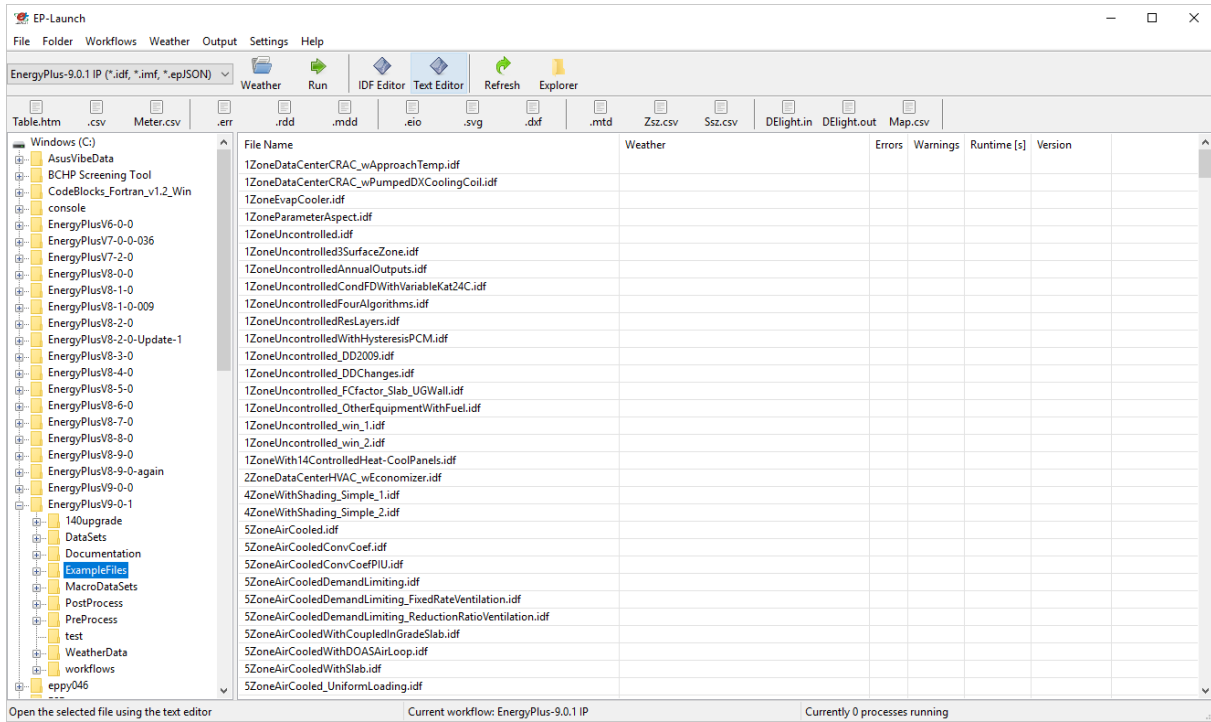 EP-Launch
File Folder Workflows Weather Output Settings Help
EnergyPlus-9.0.1 IP (*.idf, *.imf, *.epJSON)
Weather Run IDF Editor Text Editor Refresh Explorer
Table.htm .csv Meter.csv .err .rdd .mdd .eio .svg .dxf .mtd Zsz.csv Ssz.csv DElight.in DElight.out Map.csv
Windows (C:)
AsusVibeData
BCHP Screening Tool
CodeBlocks_Fortran_v1.2_Win
console
EnergyPlusV6-0-0
EnergyPlusV7-0-0-036
EnergyPlusV7-2-0
EnergyPlusV8-0-0
EnergyPlusV8-1-0
EnergyPlusV8-1-0-009
EnergyPlusV8-2-0
EnergyPlusV8-2-0-Update-1
EnergyPlusV8-3-0
EnergyPlusV8-4-0
EnergyPlusV8-5-0
EnergyPlusV8-6-0
EnergyPlusV8-7-0
EnergyPlusV8-8-0
EnergyPlusV8-9-0
EnergyPlusV8-9-0-again
EnergyPlusV9-0-0
EnergyPlusV9-0-1
140upgrade
DataSets
Documentation
ExampleFiles
MacroDataSets
PostProcess
PreProcess
test
WeatherData
workflows
eppy046
File Name Weather Errors Warnings Runtime [s] Version
1ZoneDataCenterCRAC_wApproachTemp.idf
1ZoneDataCenterCRAC_wPumpedDXCoolingCoil.idf
1ZoneEvapCooler.idf
1ZoneParameterAspect.idf
1ZoneUncontrolled.idf
1ZoneUncontrolled3SurfaceZone.idf
1ZoneUncontrolledAnnualOutputs.idf
1ZoneUncontrolledCondFDWithVariableKat24C.idf
1ZoneUncontrolledFourAlgorithms.idf
1ZoneUncontrolledResLayers.idf
1ZoneUncontrolledWithHysteresisPCM.idf
1ZoneUncontrolled_DD2009.idf
1ZoneUncontrolled_DDChanges.idf
1ZoneUncontrolled_FCfactor_Slab_UGWall.idf
1ZoneUncontrolled_OtherEquipmentWithFuel.idf
1ZoneUncontrolled_win_1.idf
1ZoneUncontrolled_win_2.idf
1ZoneWith14ControlledHeat-CoolPanels.idf
2ZoneDataCenterHVAC_wEconomizer.idf
4ZoneWithShading_Simple_1.idf
4ZoneWithShading_Simple_2.idf
5ZoneAirCooled.idf
5ZoneAirCooledConvCoef.idf
5ZoneAirCooledConvCoefPIU.idf
5ZoneAirCooledDemandLimiting.idf
5ZoneAirCooledDemandLimiting_FixedRateVentilation.idf
5ZoneAirCooledDemandLimiting_ReductionRatioVentilation.idf
5ZoneAirCooledWithCoupledInGradeSlab.idf
5ZoneAirCooledWithDOASAirLoop.idf
5ZoneAirCooledWithSlab.idf
5ZoneAirCooled_UniformLoading.idf
Open the selected file using the text editor Current workflow: EnergyPlus-9.0.1 IP Currently 0 processes running